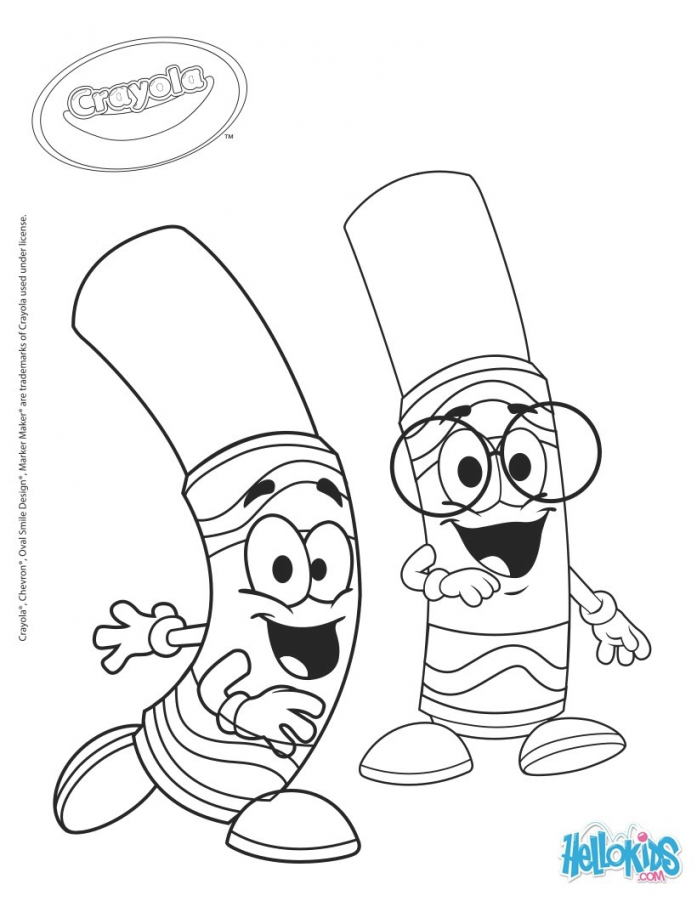 Crayola
™
Crayola®, Chevron®, Oval Smile Design®, Marker Maker® are trademarks of Crayola used under license.
HELLOKIDS
.COM